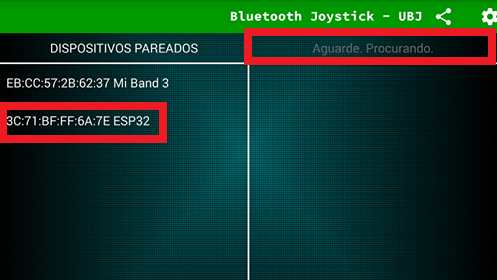 Bluetooth Joystick - UBJ
DISPOSITIVOS PAREADOS
Aguarde. Procurando.
EB:CC:57:2B:62:37 Mi Band 3
3C:71:BF:FF:6A:7E ESP32